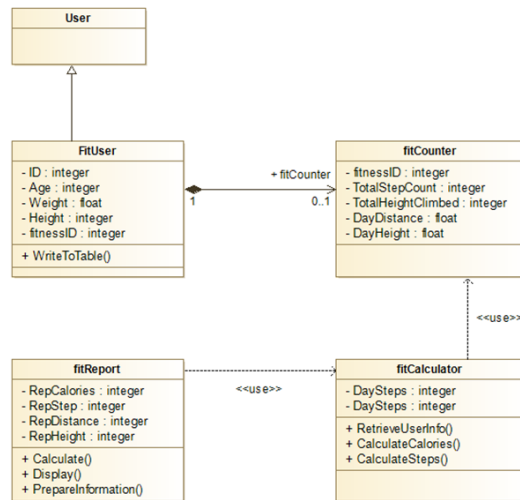 User
FitUser
- ID : integer
- Age : integer
- Weight : float
- Height : integer
- fitnessID : integer
+ WriteToTable()
1
+ fitCounter
0..1
fitCounter
- fitnessID : integer
- TotalStepCount : integer
- TotalHeightClimbed : integer
- DayDistance : float
- DayHeight : float
<<use>>
fitReport
- RepCalories : integer
- RepStep : integer
- RepDistance : integer
- RepHeight : integer
+ Calculate()
+ Display()
+ PrepareInformation()
<<use>>
fitCalculator
- DaySteps : integer
- DaySteps : integer
+ RetrieveUserInfo()
+ CalculateCalories()
+ CalculateSteps()